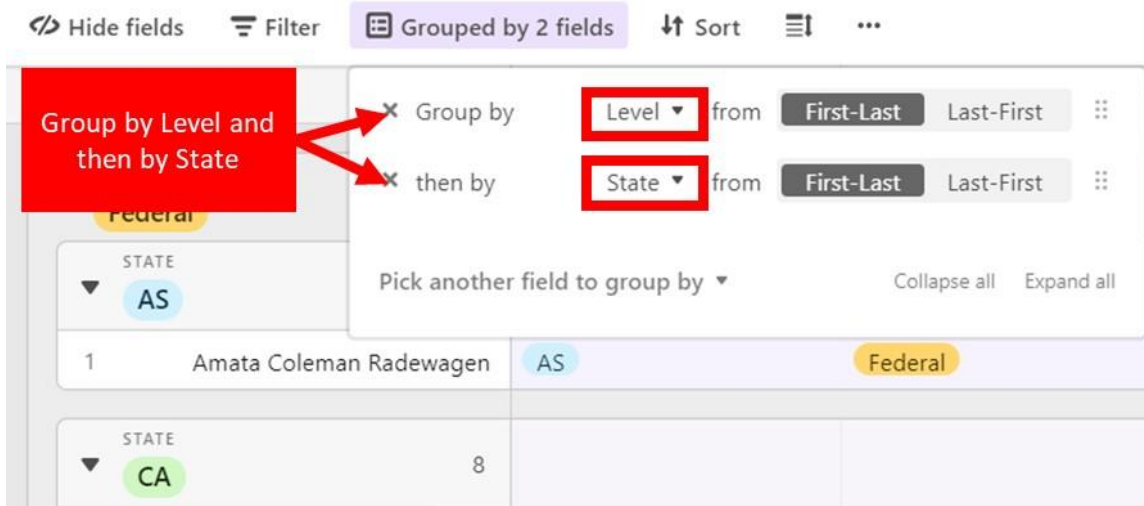 Hide fields Filter Grouped by 2 fields Sort
Group by Level and
then by State
Group by Level from First-Last Last-First
then by State from First-Last Last-First
Pick another field to group by Collapse all Expand all
Federal
STATE
AS
1 Amata Coleman Radewagen AS Federal
STATE
CA 8